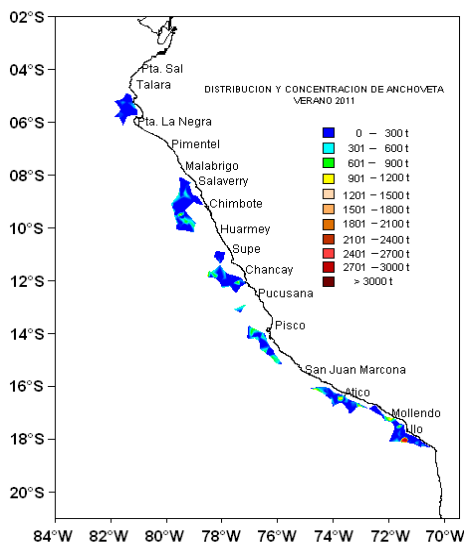 02°S
04°S
06°S
08°S
10°S
12°S
14°S
16°S
18°S
20°S
Pta. Sal
Talara
DISTRIBUCION Y CONCENTRACION DE ANCHOVETA
VERANO 2011
Pta. La Negra
Pimentel
Malabrigo
Salaverry
Chimbote
Huarmey
Supe
Chancay
Pucusana
Pisco
San Juan Marcona
Atico
Mollendo
Ilo
0 – 300 t
301 – 600 t
601 – 900 t
901 – 1200 t
1201 – 1500 t
1501 – 1800 t
1801 – 2100 t
2101 – 2400 t
2401 – 2700 t
2701 – 3000 t
> 3000 t
84°W 82°W 80°W 78°W 76°W 74°W 72°W 70°W